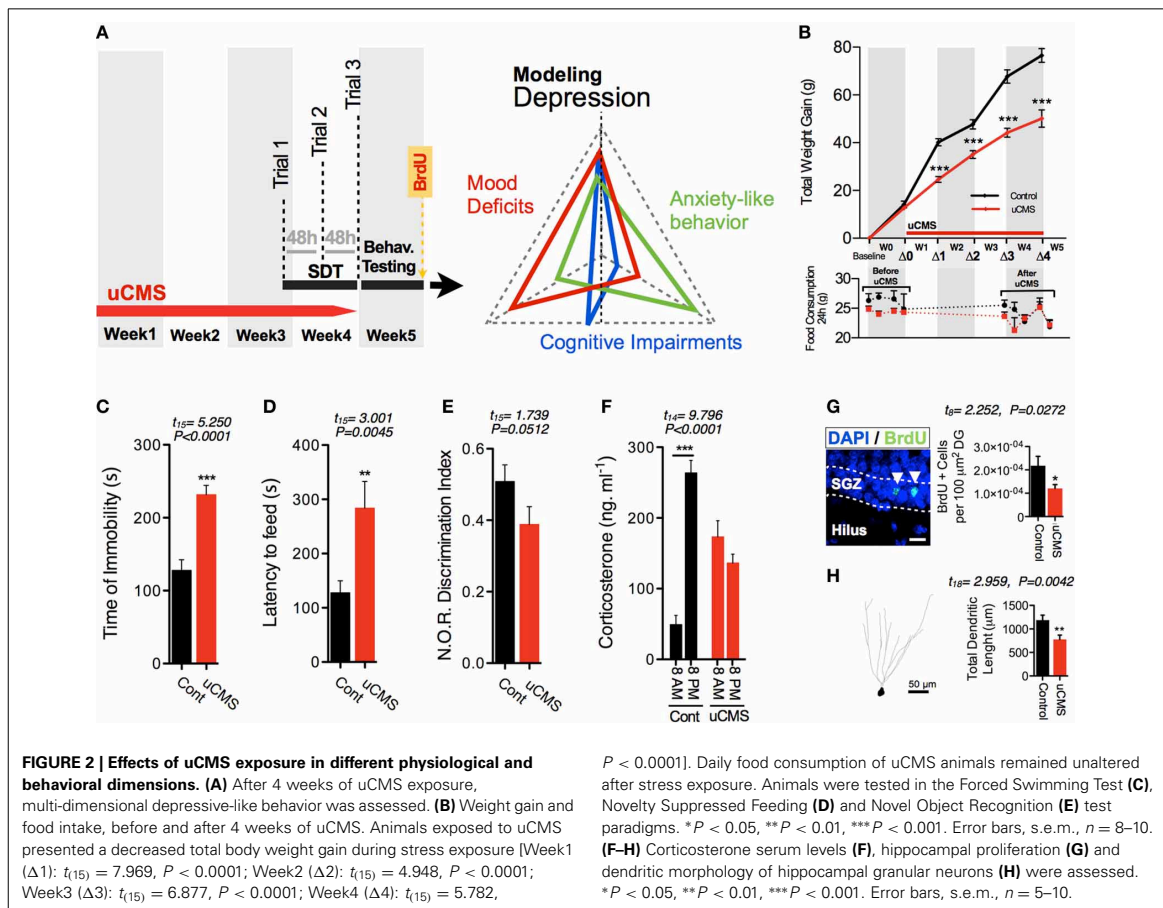 A
Trial 1
Trial 2
Trial 3
48h
48h
SDT
Behav.
Testing
BrdU
uCMS
Week1
Week2
Week3
Week4
Week5
Modeling
Depression
Mood
Deficits
Anxiety-like
behavior
Cognitive Impairments
B
Total Weight Gain (g)
80
60
40
20
0
***
***
***
***
Control
uCMS
uCMS
W0 W1 W2 W3 W4 W5
Baseline Δ0 Δ1 Δ2 Δ3 Δ4
Food Consumption
24h (g)
30
25
20
Before
uCMS
After
uCMS
C
t15= 5.250
P<0.0001
Time of Immobility (s)
300
200
100
0
***
Cont
uCMS
D
t15= 3.001
P=0.0045
Latency to feed (s)
400
300
200
100
0
**
Cont
uCMS
E
t15= 1.739
P=0.0512
N.O.R. Discrimination Index
0.6
0.4
0.2
0.0
Cont
uCMS
F
t14= 9.796
P<0.0001
Corticosterone (ng. ml-1)
300
200
100
0
***
8 AM
8 PM
8 AM
8 PM
Cont
uCMS
G
t8= 2.252, P=0.0272
DAPI / BrdU
SGZ
Hilus
BrdU + Cells
per 100 μm2 DG
3.0×10-04
2.0×10-04
1.0×10-04
0
*
Control
uCMS
H
t18= 2.959, P=0.0042
50 μm
Total Dendritic
Lenght (μm)
1500
1000
500
0
**
Control
uCMS
FIGURE 2 | Effects of uCMS exposure in different physiological and
behavioral dimensions. (A) After 4 weeks of uCMS exposure,
multi-dimensional depressive-like behavior was assessed. (B) Weight gain and
food intake, before and after 4 weeks of uCMS. Animals exposed to uCMS
presented a decreased total body weight gain during stress exposure [Week1
(Δ1): t(15) = 7.969, P < 0.0001; Week2 (Δ2): t(15) = 4.948, P < 0.0001;
Week3 (Δ3): t(15) = 6.877, P < 0.0001; Week4 (Δ4): t(15) = 5.782,
P < 0.0001]. Daily food consumption of uCMS animals remained unaltered
after stress exposure. Animals were tested in the Forced Swimming Test (C),
Novelty Suppressed Feeding (D) and Novel Object Recognition (E) test
paradigms. *P < 0.05, **P < 0.01, ***P < 0.001. Error bars, s.e.m., n = 8–10.
(F–H) Corticosterone serum levels (F), hippocampal proliferation (G) and
dendritic morphology of hippocampal granular neurons (H) were assessed.
*P < 0.05, **P < 0.01, ***P < 0.001. Error bars, s.e.m., n = 5–10.